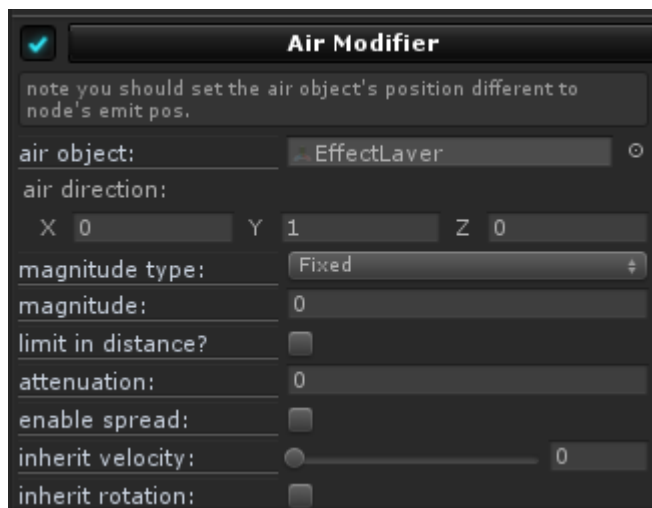 Air Modifier
note you should set the air object's position different to
node's emit pos.
air object: EffectLayer
air direction:
X 0 Y 1 Z 0
magnitude type: Fixed
magnitude: 0
limit in distance?
attenuation: 0
enable spread:
inherit velocity: 0
inherit rotation: